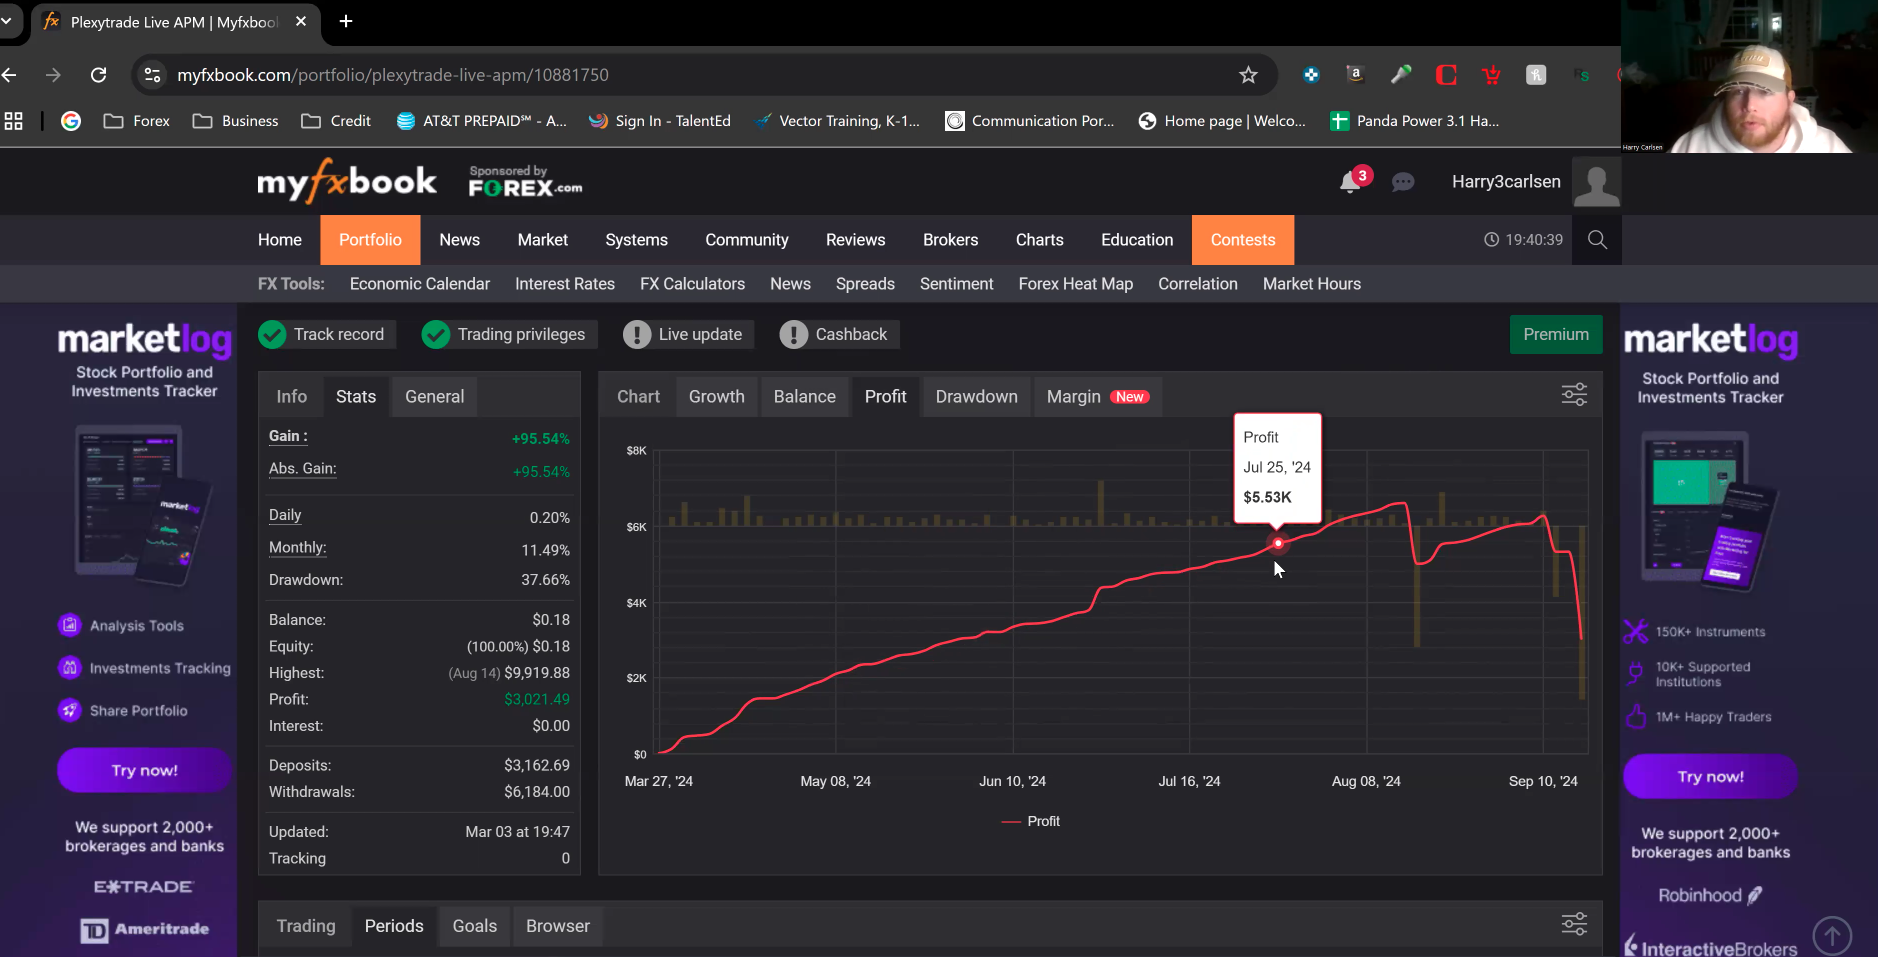 Plexytrade Live APM | Myfxboo
myfxbook.com/portfolio/plexytrade-live-apm/10881750
Forex
Business
Credit
AT&T PREPAID℠ - A...
Sign In - TalentEd
Vector Training, K-1...
Communication Por...
Home page | Welco...
Panda Power 3.1 Ha...
Harry Carlsen
myfxbook
Sponsored by
FOREX.com
3
Harry3carlsen
Home
Portfolio
News
Market
Systems
Community
Reviews
Brokers
Charts
Education
Contests
19:40:39
FX Tools:
Economic Calendar
Interest Rates
FX Calculators
News
Spreads
Sentiment
Forex Heat Map
Correlation
Market Hours
marketlog
Stock Portfolio and
Investments Tracker
Analysis Tools
Investments Tracking
Share Portfolio
Try now!
We support 2,000+
brokerages and banks
E*TRADE
TD Ameritrade
Track record
Trading privileges
Live update
Cashback
Premium
Info
Stats
General
Gain : +95.54%
Abs. Gain: +95.54%
Daily 0.20%
Monthly: 11.49%
Drawdown: 37.66%
Balance: $0.18
Equity: (100.00%) $0.18
Highest: (Aug 14) $9,919.88
Profit: $3,021.49
Interest: $0.00
Deposits: $3,162.69
Withdrawals: $6,184.00
Updated: Mar 03 at 19:47
Tracking 0
Chart
Growth
Balance
Profit
Drawdown
Margin New
$8K
$6K
$4K
$2K
$0
Profit
Jul 25, '24
$5.53K
Mar 27, '24
May 08, '24
Jun 10, '24
Jul 16, '24
Aug 08, '24
Sep 10, '24
Profit
Trading
Periods
Goals
Browser
marketlog
Stock Portfolio and
Investments Tracker
150K+ Instruments
10K+ Supported
Institutions
1M+ Happy Traders
Try now!
We support 2,000+
brokerages and banks
Robinhood
InteractiveBrokers